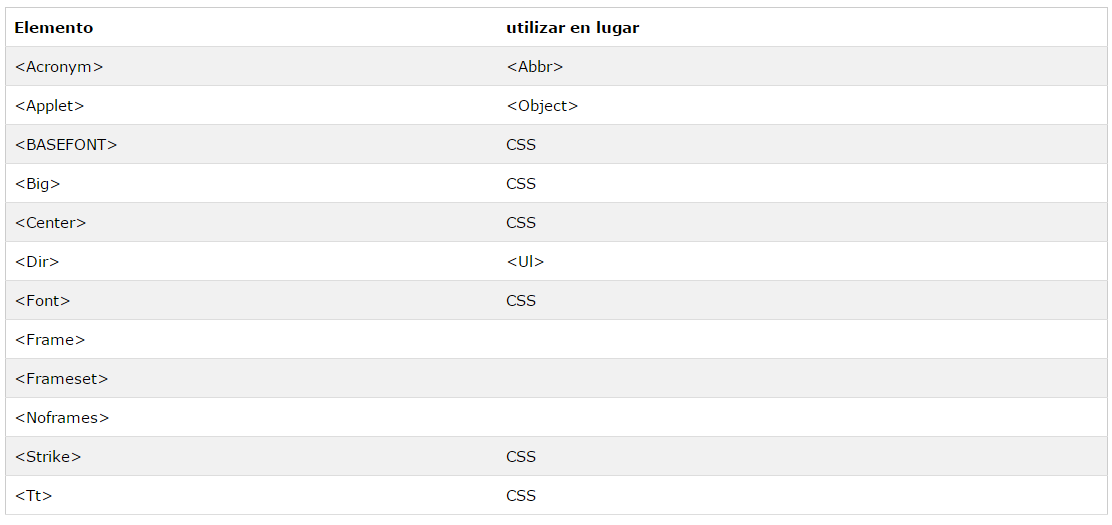 Elemento utilizar en lugar
<Acronym> <Abbr>
<Applet> <Object>
<BASEFONT> CSS
<Big> CSS
<Center> CSS
<Dir> <Ul>
<Font> CSS
<Frame>
<Frameset>
<Noframes>
<Strike> CSS
<Tt> CSS